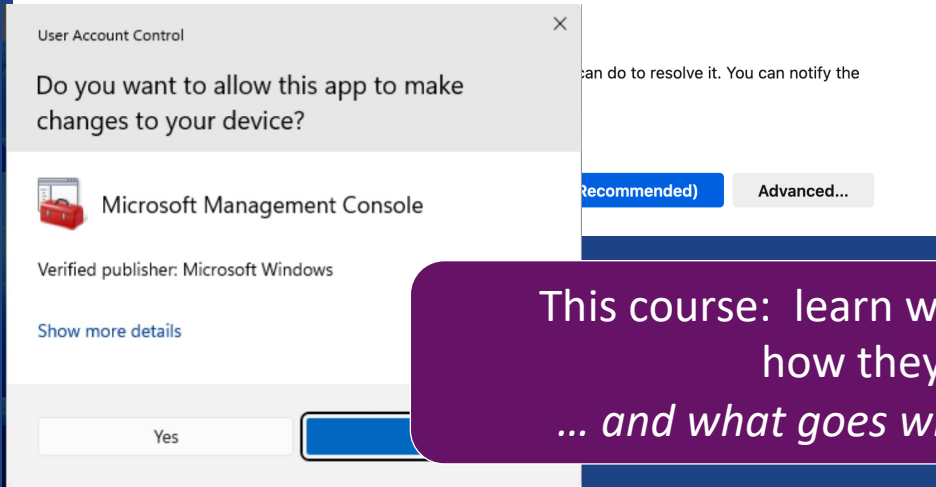 User Account Control
Do you want to allow this app to make
changes to your device?
Microsoft Management Console
Verified publisher: Microsoft Windows
Show more details
Yes
can do to resolve it. You can notify the
Recommended)
Advanced...
This course: learn
how they
... and what goes